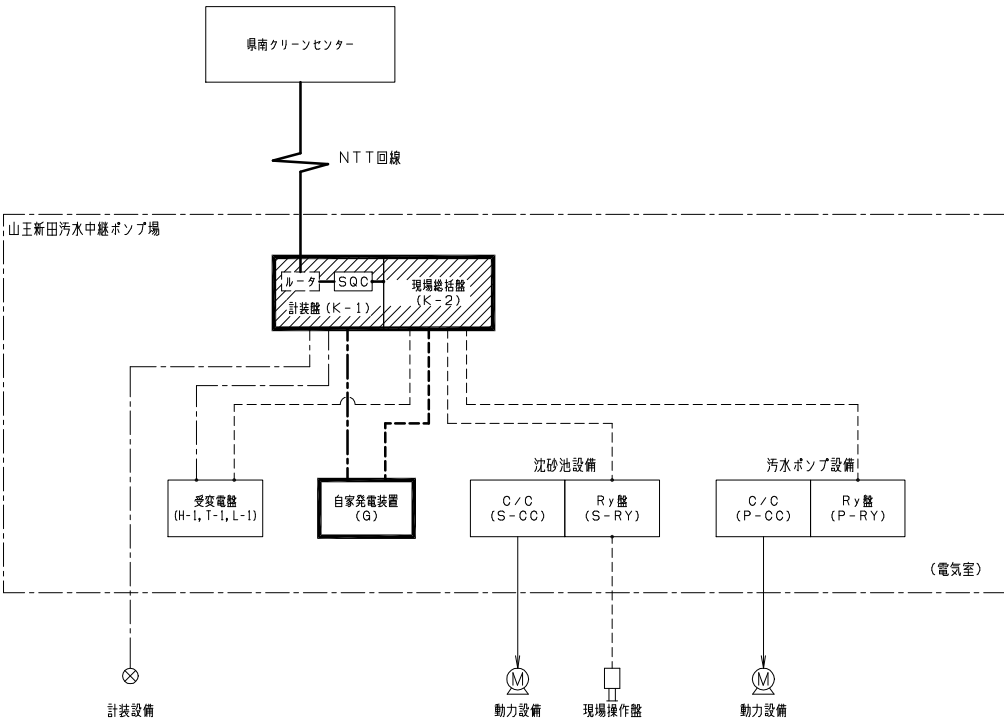 県南クリーンセンター
NTT回線
山王新田汚水中継ポンプ場
ルータ
SQC
計装盤(K-1)
現場総括盤
(K-2)
沈砂池設備
汚水ポンプ設備
受変電盤
(H-1,T-1,L-1)
自家発電装置
(G)
C/C
(S-CC)
Ry盤
(S-RY)
C/C
(P-CC)
Ry盤
(P-RY)
(電気室)
M
M
計装設備
動力設備
現場操作盤
動力設備